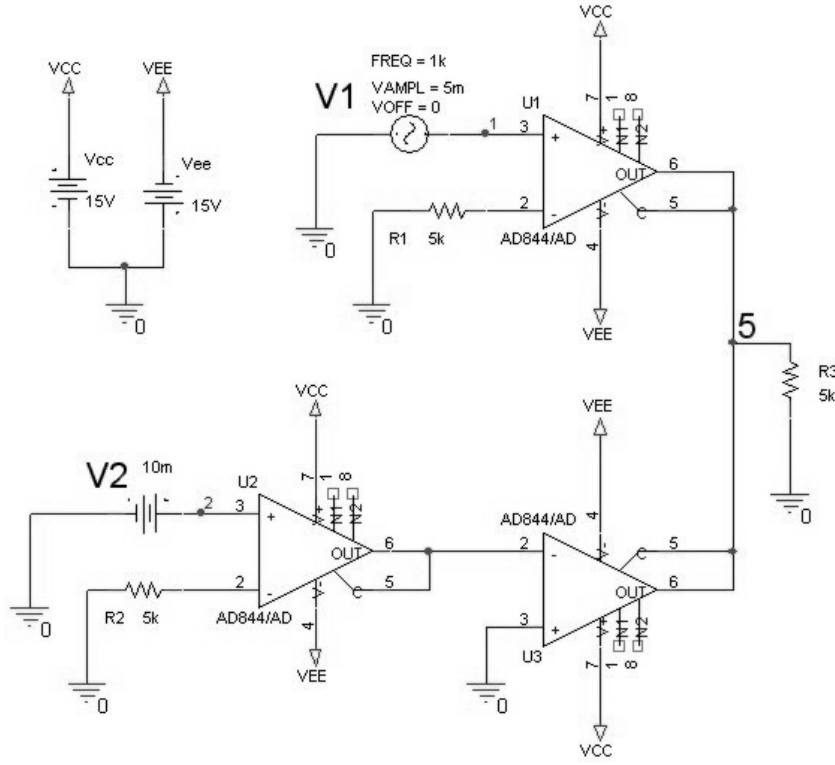 VCC
VEE
Vcc
15V
Vee
15V
0
V1
FREQ = 1k
VAMPL = 5m
VOFF = 0
1
0
R1
5k
0
U1
VCC
7
1
8
V+
N1
N2
3
+
2
-
OUT
6
C
5
V-
4
AD844/AD
VEE
5
R3
5k
0
V2
10m
2
0
R2
5k
0
U2
VCC
7
1
8
V+
N1
N2
3
+
2
-
OUT
6
C
5
V-
4
AD844/AD
VEE
VEE
4
V-
AD844/AD
2
-
3
+
0
U3
C
5
OUT
6
V+
N1
N2
7
1
8
VCC